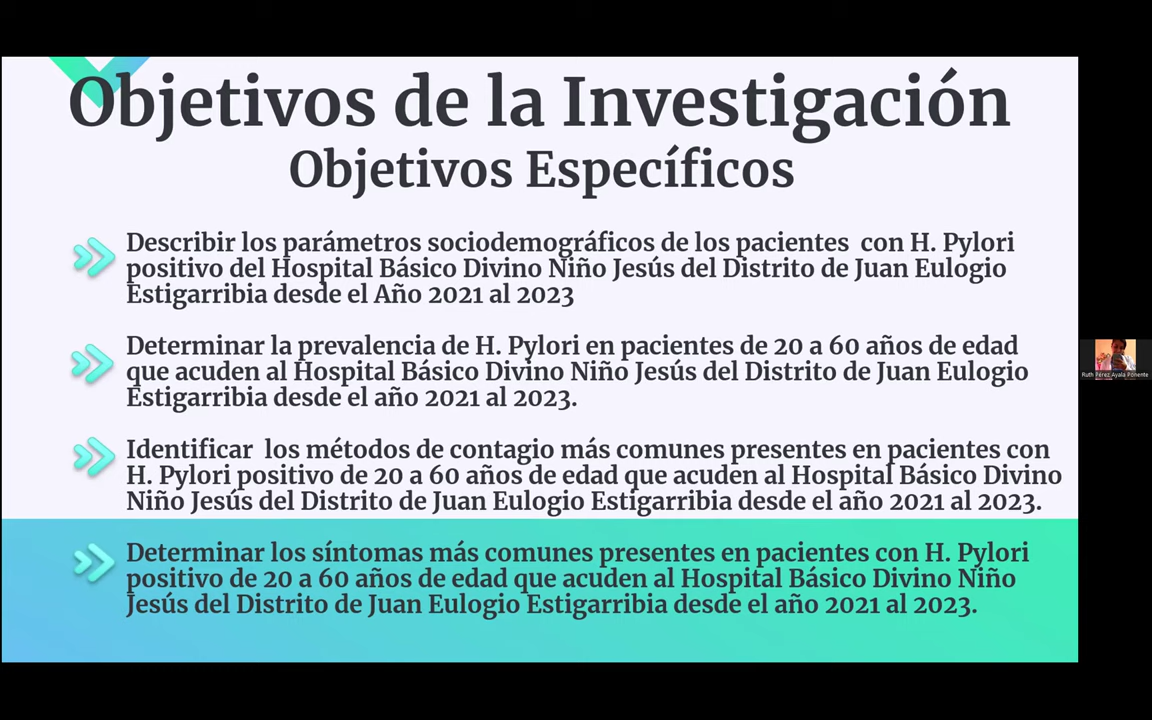 Objetivos de la Investigación
Objetivos Específicos
Describir los parámetros sociodemográficos de los pacientes  con H. Pylori
positivo del Hospital Básico Divino Niño Jesús del Distrito de Juan Eulogio
Estigarribia desde el Año 2021 al 2023
Determinar la prevalencia de H. Pylori en pacientes de 20 a 60 años de edad
que acuden al Hospital Básico Divino Niño Jesús del Distrito de Juan Eulogio
Estigarribia desde el año 2021 al 2023.
Identificar  los métodos de contagio más comunes presentes en pacientes con
H. Pylori positivo de 20 a 60 años de edad que acuden al Hospital Básico Divino
Niño Jesús del Distrito de Juan Eulogio Estigarribia desde el año 2021 al 2023.
Determinar los síntomas más comunes presentes en pacientes con H. Pylori
positivo de 20 a 60 años de edad que acuden al Hospital Básico Divino Niño
Jesús del Distrito de Juan Eulogio Estigarribia desde el año 2021 al 2023.
Ruth Pérez Ayala Ponente